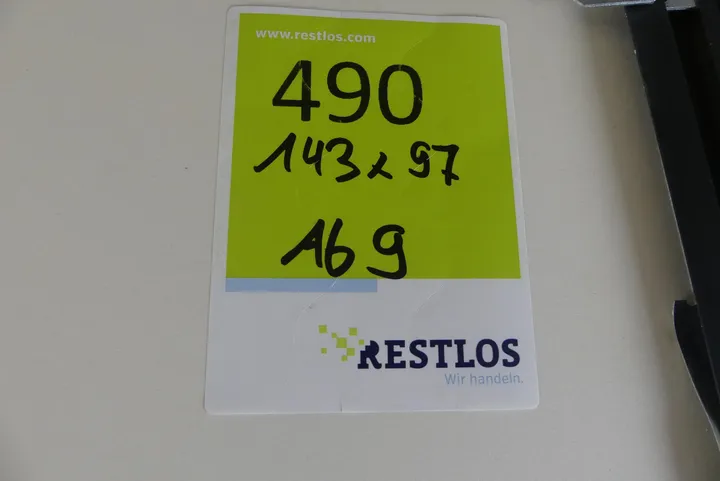 www.restlos.com
490
143 x 97
16 g
RESTLOS
Wir handeln.